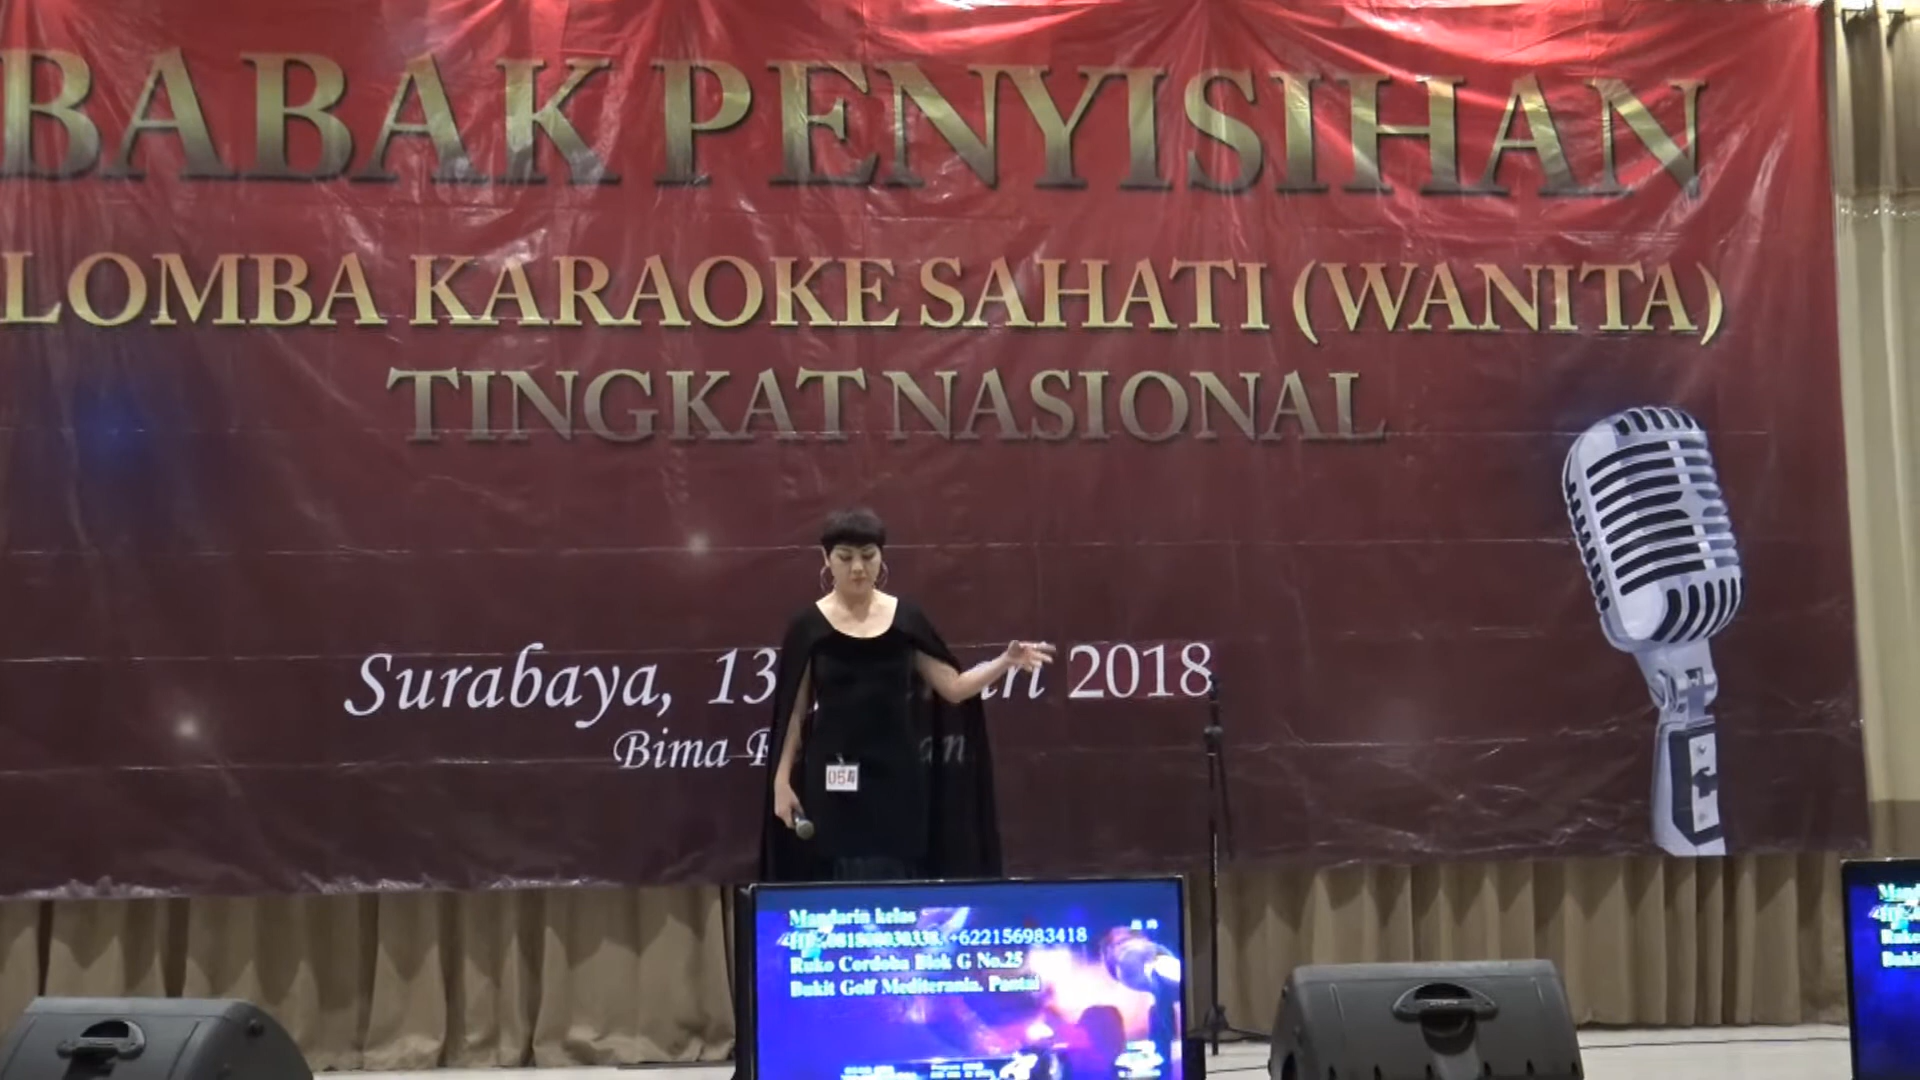 BABAK PENYISIHAN
LOMBA KARAOKE SAHATI (WANITA)
TINGKAT NASIONAL
Surabaya, 13 2018
Bima
054
Mandarin kelas
+622156983418
Ruko Cordoba Blok G No.25
Bukit Golf Mediterania. Pantai